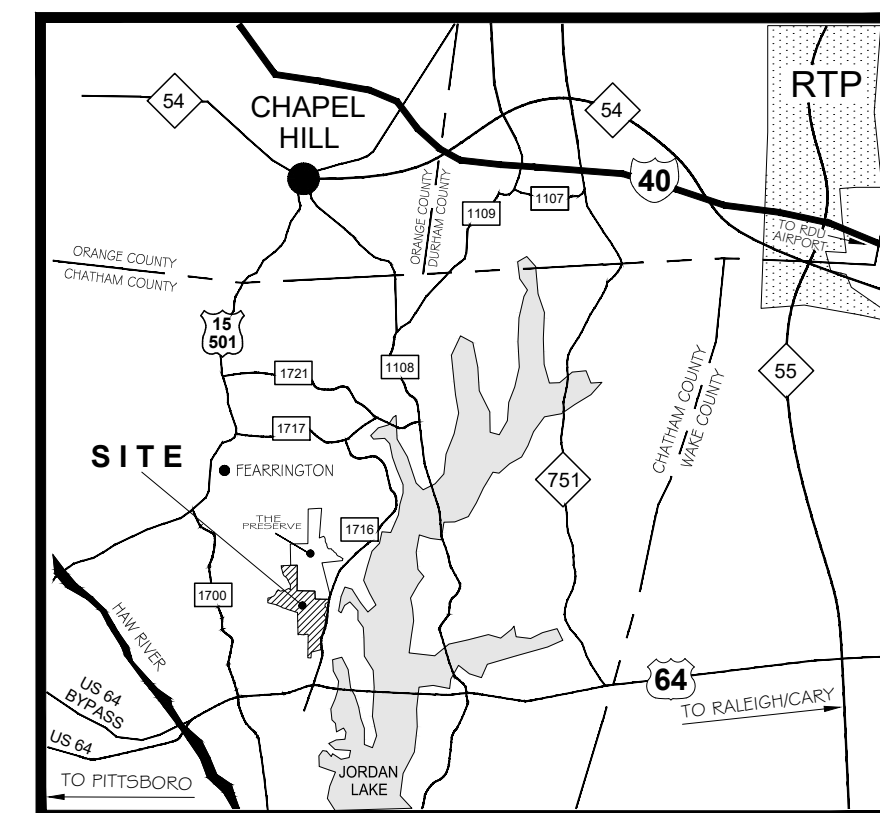 RTP
54
CHAPEL
HILL
54
40
ORANGE COUNTY
DURHAM COUNTY
1109
1107
TO RDU
AIRPORT
ORANGE COUNTY
CHATHAM COUNTY
15
501
1721
1108
55
CHATHAM COUNTY
WAKE COUNTY
1717
SITE
FEARRINGTON
751
THE
PRESERVE
1716
1700
HAW RIVER
US 64
BYPASS
US 64
64
TO RALEIGH/CARY
TO PITTSBORO
JORDAN
LAKE